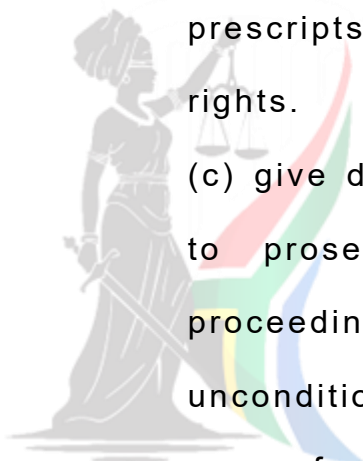 prescripts
rights.
(c) give d
to prose
proceedin
unconditio